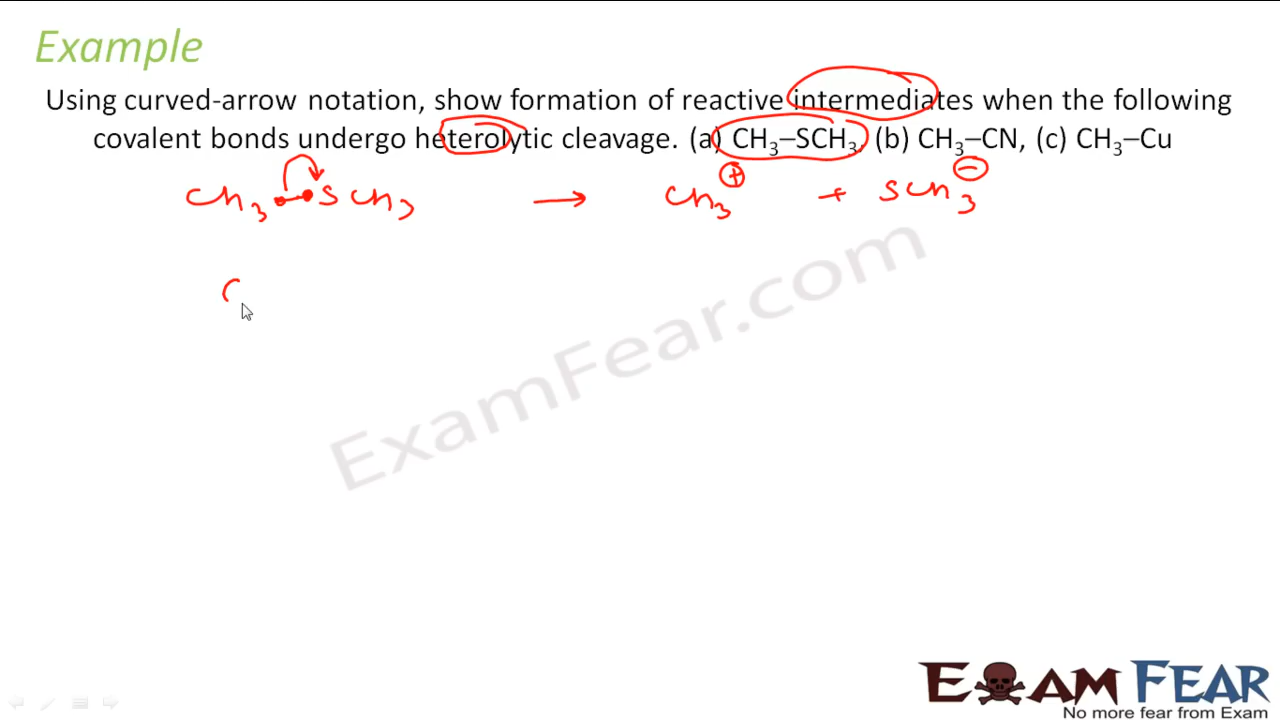 Example
Using curved-arrow notation, show formation of reactive intermediates when the following
covalent bonds undergo heterolytic cleavage. (a) CH₃–SCH₃, (b) CH₃–CN, (c) CH₃–Cu
CH₃–SCH₃ → CH₃⊕ + SCH₃⊖
C
ExamFear.com
EXAM FEAR
No more fear from Exam